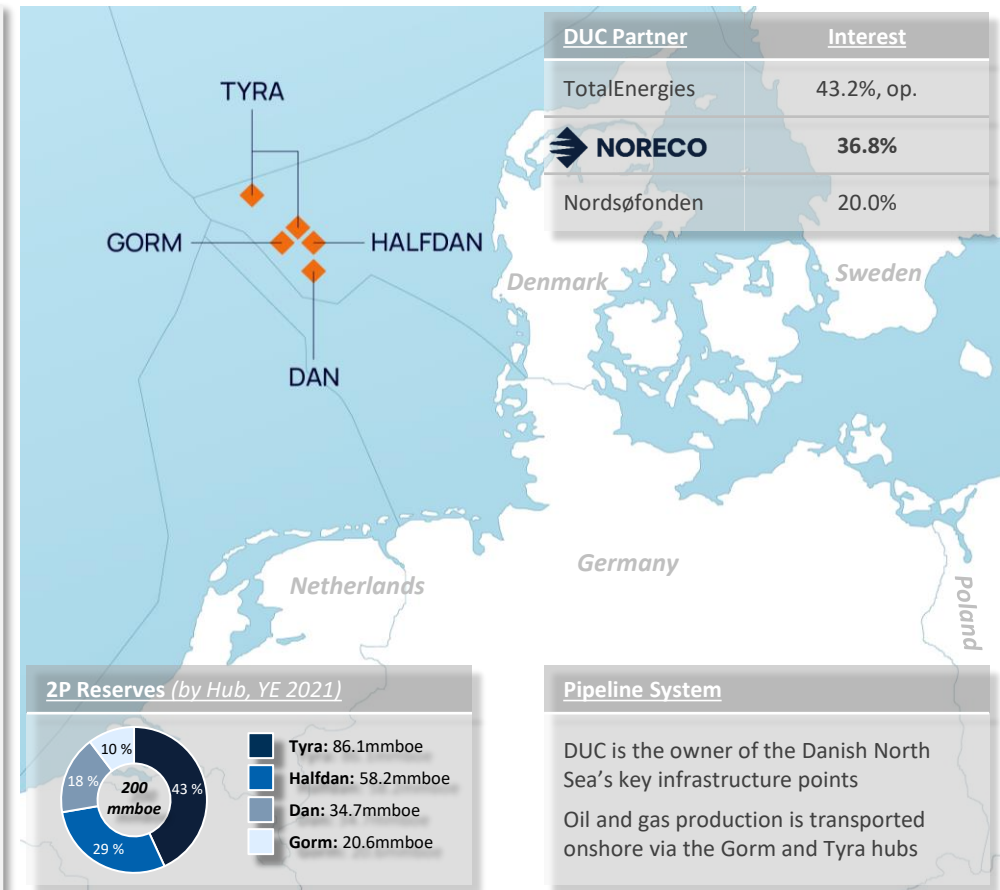 DUC Partner Interest
TotalEnergies 43.2%, op.
NORECO 36.8%
Nordsøfonden 20.0%
TYRA
GORM
HALFDAN
DAN
Denmark
Sweden
Netherlands
Germany
Poland
2P Reserves (by Hub, YE 2021)
10 %
18 %
43 %
29 %
200
mmboe
Tyra: 86.1mmboe
Halfdan: 58.2mmboe
Dan: 34.7mmboe
Gorm: 20.6mmboe
Pipeline System
DUC is the owner of the Danish North
Sea’s key infrastructure points
Oil and gas production is transported
onshore via the Gorm and Tyra hubs